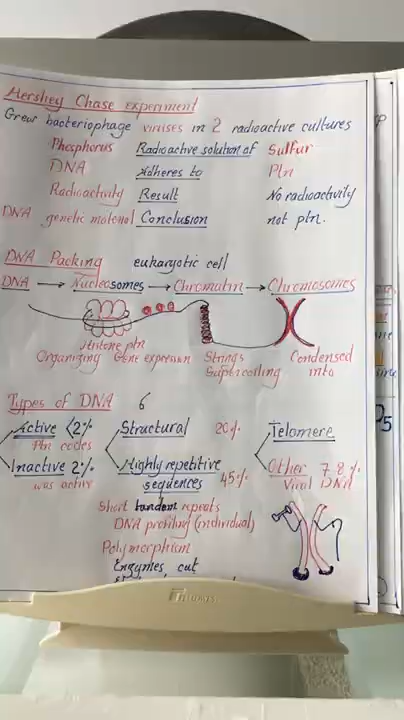 Hershey Chase experiment
Grew bacteriophage viruses in 2 radioactive cultures
Phosphorus Radioactive solution of Sulfur
DNA Adheres to Ptn
Radioactivity Result No radioactivity
DNA genetic material Conclusion not ptn.
DNA Packing eukaryotic cell
DNA → Nucleosomes → Chromatin → Chromosomes
Histone ptn
Organizing Gene expression Strings Condensed
Supercoiling into
Types of DNA 6
Active <2% Structural 20% Telomere
Ptn codes
Inactive 2% Highly repetitive Other 7.8%
was active sequences 45% Viral DNA
Short tandem repeats
DNA profiling (individual)
Polymorphism
Enzymes cut